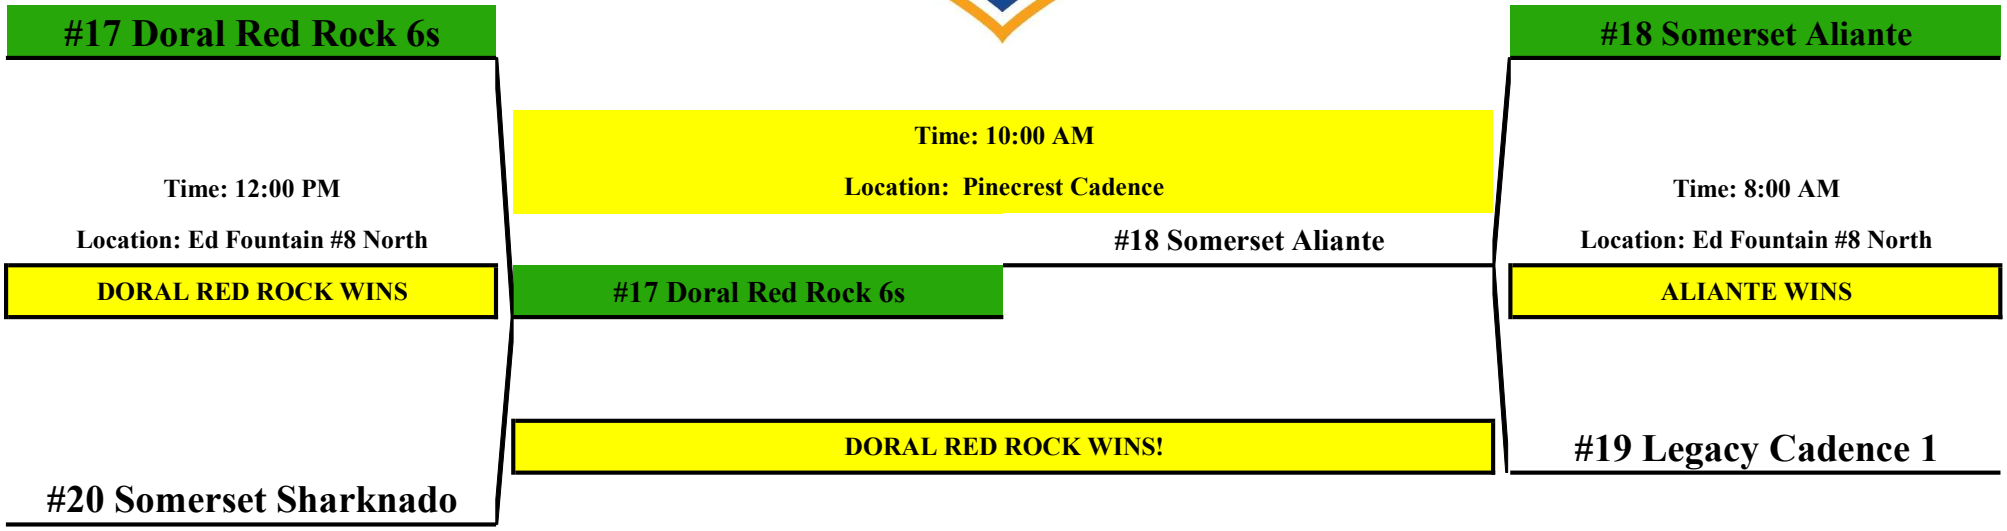 #17 Doral Red Rock 6s
#18 Somerset Aliante
Time: 10:00 AM
Time: 12:00 PM
Location: Pinecrest Cadence
Time: 8:00 AM
Location: Ed Fountain #8 North
#18 Somerset Aliante
Location: Ed Fountain #8 North
DORAL RED ROCK WINS
#17 Doral Red Rock 6s
ALIANTE WINS
DORAL RED ROCK WINS!
#19 Legacy Cadence 1
#20 Somerset Sharknado